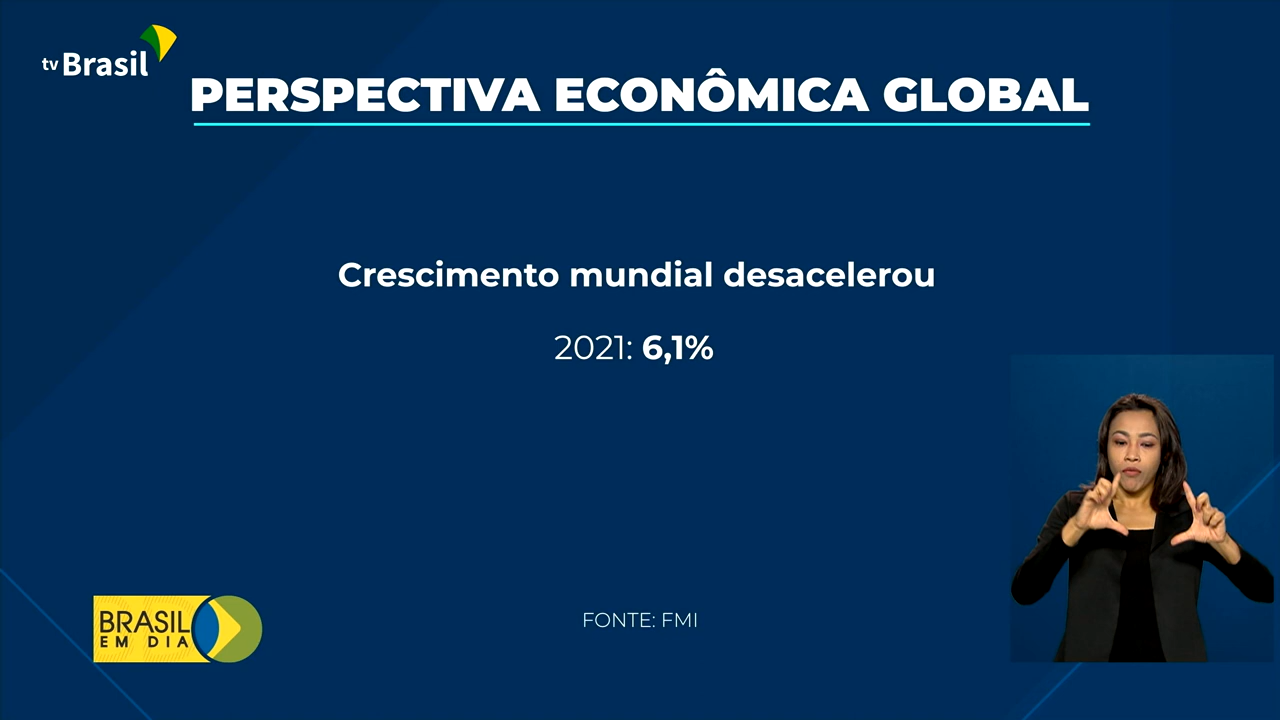 tv Brasil
PERSPECTIVA ECONÔMICA GLOBAL
Crescimento mundial desacelerou
2021: 6,1%
BRASIL
EM DIA
FONTE: FMI